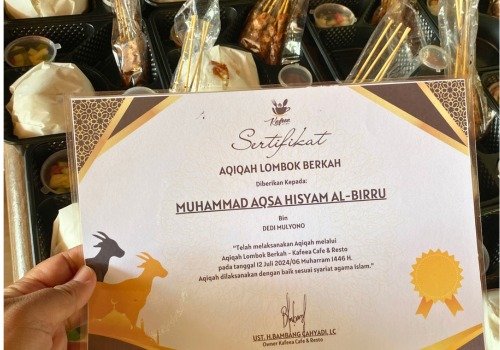 Kafeea
Sertifikat
AQIQAH LOMBOK BERKAH
Diberikan Kepada:
MUHAMMAD AQSA HISYAM AL-BIRRU
Bin
DEDI MULYONO
"Telah melaksanakan Aqiqah melalui
Aqiqah Lombok Berkah - Kafeea Cafe & Resto
pada tanggal 12 Juli 2024/06 Muharram 1446 H.
Aqiqah dilaksanakan dengan baik sesuai syariat agama Islam."
UST. H.BAMBANG CAHYADI, LC
Owner Kafeea Cafe & Resto